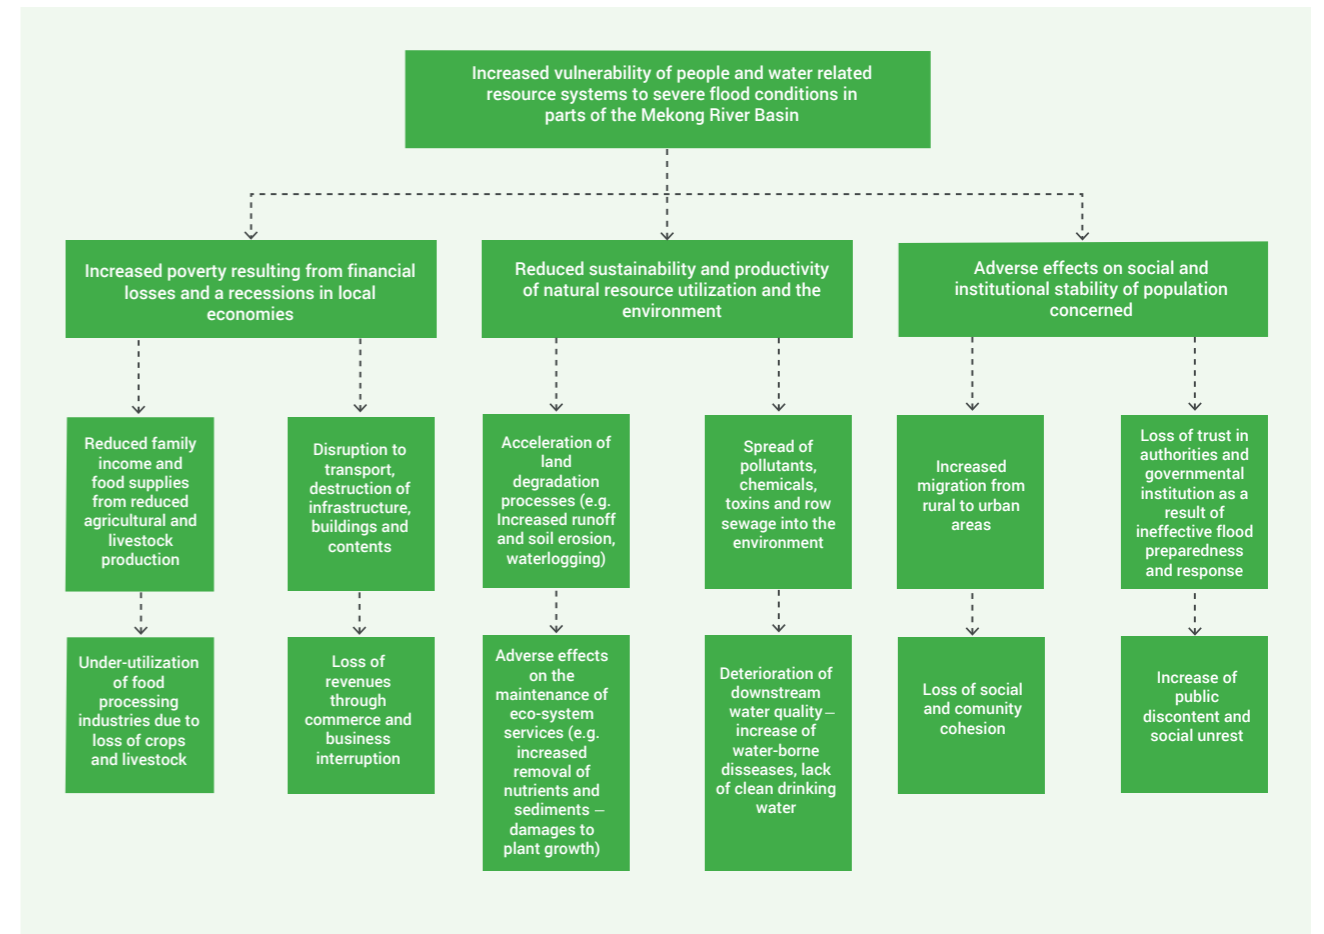 Increased vulnerability of people and water related
resource systems to severe flood conditions in
parts of the Mekong River Basin
Increased poverty resulting from financial
losses and a recessions in local
economies
Reduced sustainability and productivity
of natural resource utilization and the
environment
Adverse effects on social and
institutional stability of population
concerned
Reduced family
income and
food supplies
from reduced
agricultural and
livestock
production
Disruption to
transport,
destruction of
infrastructure,
buildings and
contents
Acceleration of
land
degradation
processes (e.g.
Increased runoff
and soil erosion,
waterlogging)
Spread of
pollutants,
chemicals,
toxins and row
sewage into the
environment
Increased
migration from
rural to urban
areas
Loss of trust in
authorities and
governmental
institution as a
result of
ineffective flood
preparedness
and response
Under-utilization
of food
processing
industries due to
loss of crops
and livestock
Loss of
revenues
through
commerce and
business
interruption
Adverse effects
on the
maintenance of
eco-system
services (e.g.
increased
removal of
nutrients and
sediments –
damages to
plant growth)
Deterioration of
downstream
water quality –
increase of
water-borne
disseases, lack
of clean drinking
water
Loss of social
and comunity
cohesion
Increase of
public
discontent and
social unrest